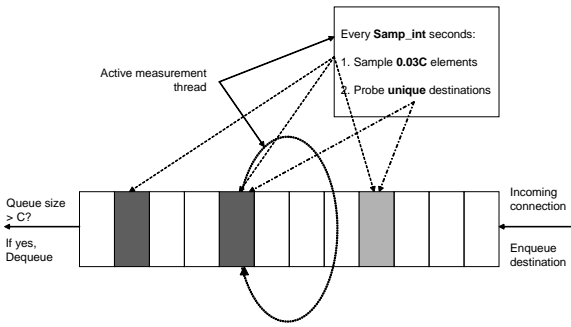 Every Samp_int seconds:
1. Sample 0.03C elements
2. Probe unique destinations
Active measurement
thread
Queue size
> C?
If yes,
Dequeue
Incoming
connection
Enqueue
destination